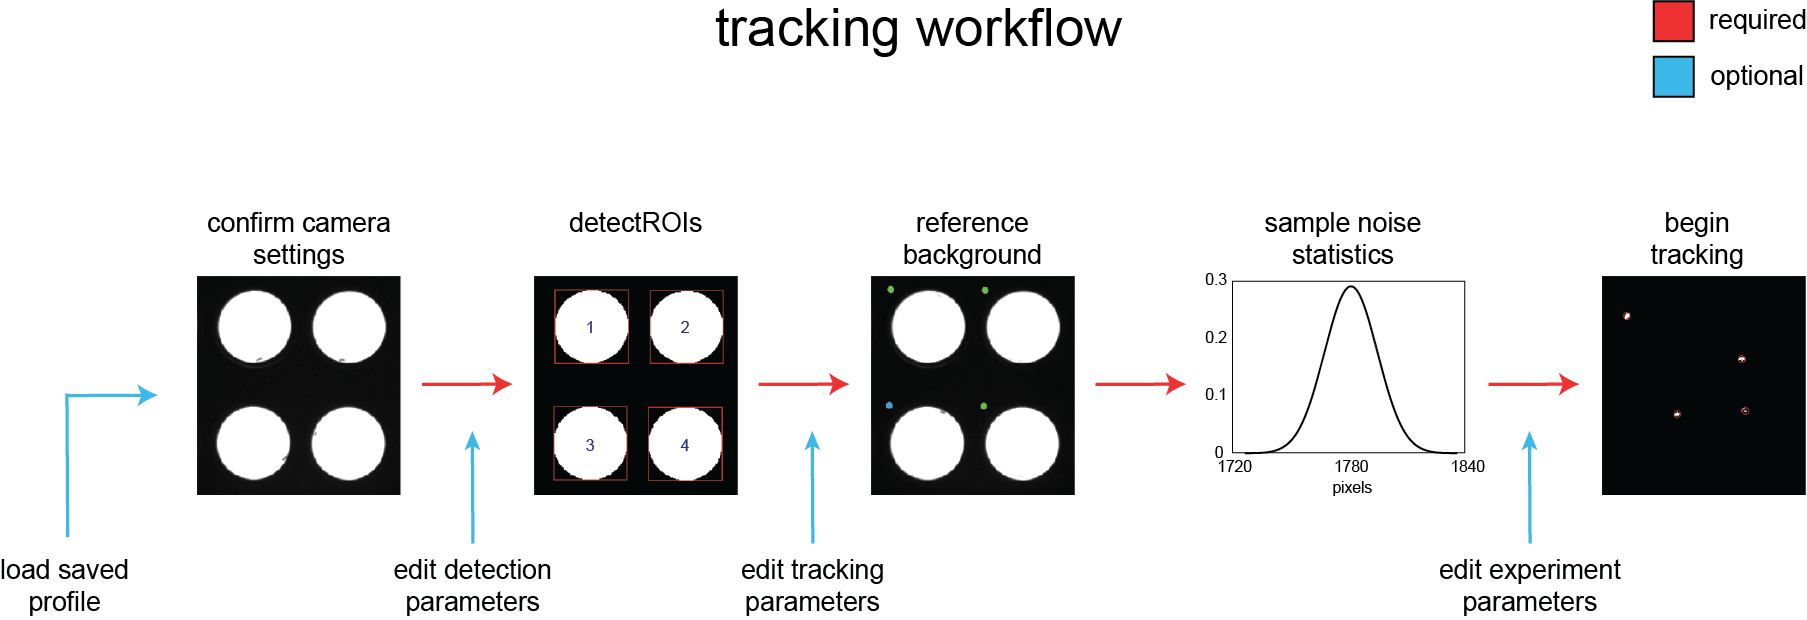 tracking workflow
required
optional
confirm camera
settings
detectROIs
reference
background
sample noise
statistics
begin
tracking
1
2
3
4
0.3
0.2
0.1
0
1720
1780
1840
pixels
load saved
profile
edit detection
parameters
edit tracking
parameters
edit experiment
parameters